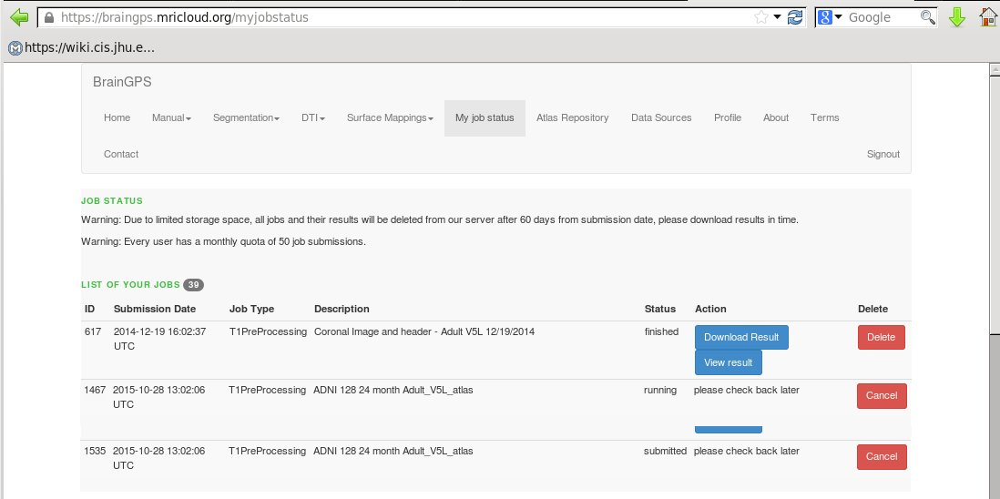 https://braingps.mricloud.org/myjobstatus
Google
https://wiki.cis.jhu.e...
BrainGPS
Home Manual Segmentation DTI Surface Mappings My job status Atlas Repository Data Sources Profile About Terms
Contact Signout
JOB STATUS
Warning: Due to limited storage space, all jobs and their results will be deleted from our server after 60 days from submission date, please download results in time.
Warning: Every user has a monthly quota of 50 job submissions.
LIST OF YOUR JOBS 39
ID Submission Date Job Type Description Status Action Delete
617 2014-12-19 16:02:37 T1PreProcessing Coronal Image and header - Adult V5L 12/19/2014 finished Download Result Delete
UTC
View result
1467 2015-10-28 13:02:06 T1PreProcessing ADNI 128 24 month Adult_V5L_atlas running please check back later Cancel
UTC
1535 2015-10-28 13:02:06 T1PreProcessing ADNI 128 24 month Adult_V5L_atlas submitted please check back later Cancel
UTC